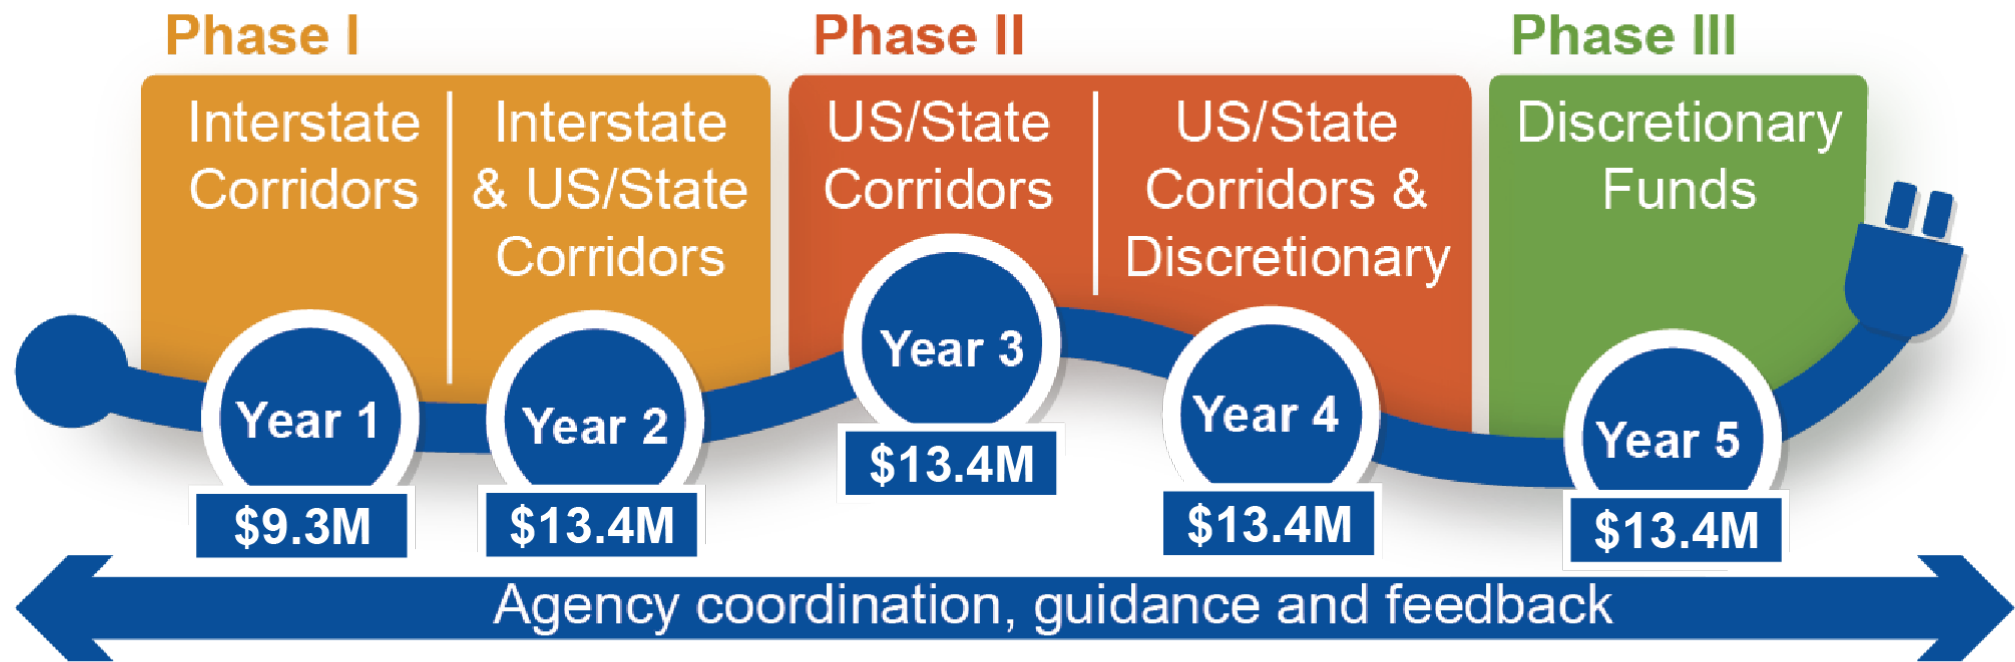 Phase I
Interstate
Corridors
Interstate
& US/State
Corridors
Phase II
US/State
Corridors
US/State
Corridors &
Discretionary
Phase III
Discretionary
Funds
Year 1
$9.3M
Year 2
$13.4M
Year 3
$13.4M
Year 4
$13.4M
Year 5
$13.4M
Agency coordination, guidance and feedback